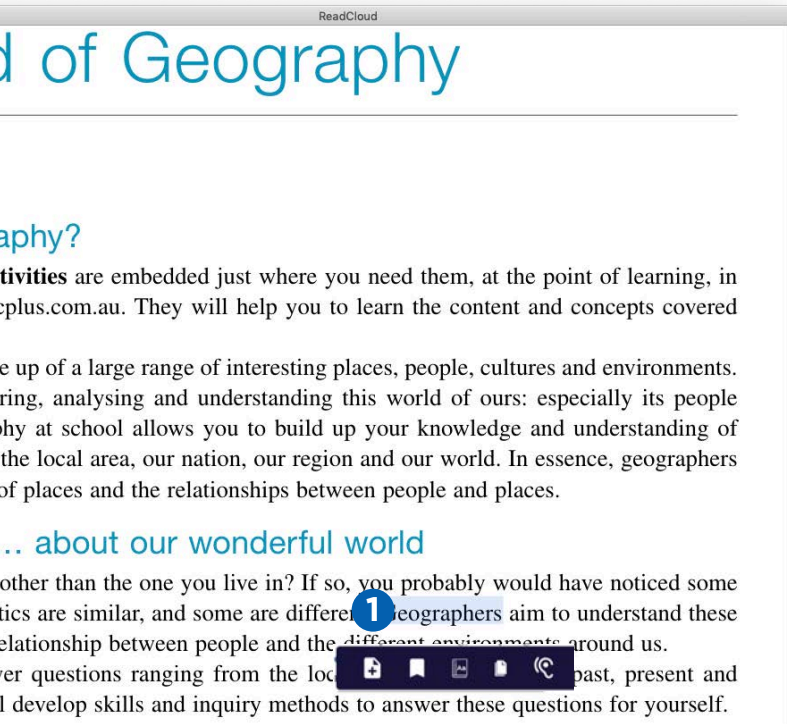 ReadCloud
d of Geography
aphy?
tivities are embedded just where you need them, at the point of learning, in
cplus.com.au. They will help you to learn the content and concepts covered
e up of a large range of interesting places, people, cultures and environments.
ring, analysing and understanding this world of ours: especially its people
phy at school allows you to build up your knowledge and understanding of
the local area, our nation, our region and our world. In essence, geographers
of places and the relationships between people and places.
... about our wonderful world
other than the one you live in? If so, you probably would have noticed some
tics are similar, and some are differe 1 eographers aim to understand these
elationship between people and the different environments around us.
er questions ranging from the loc past, present and
l develop skills and inquiry methods to answer these questions for yourself.